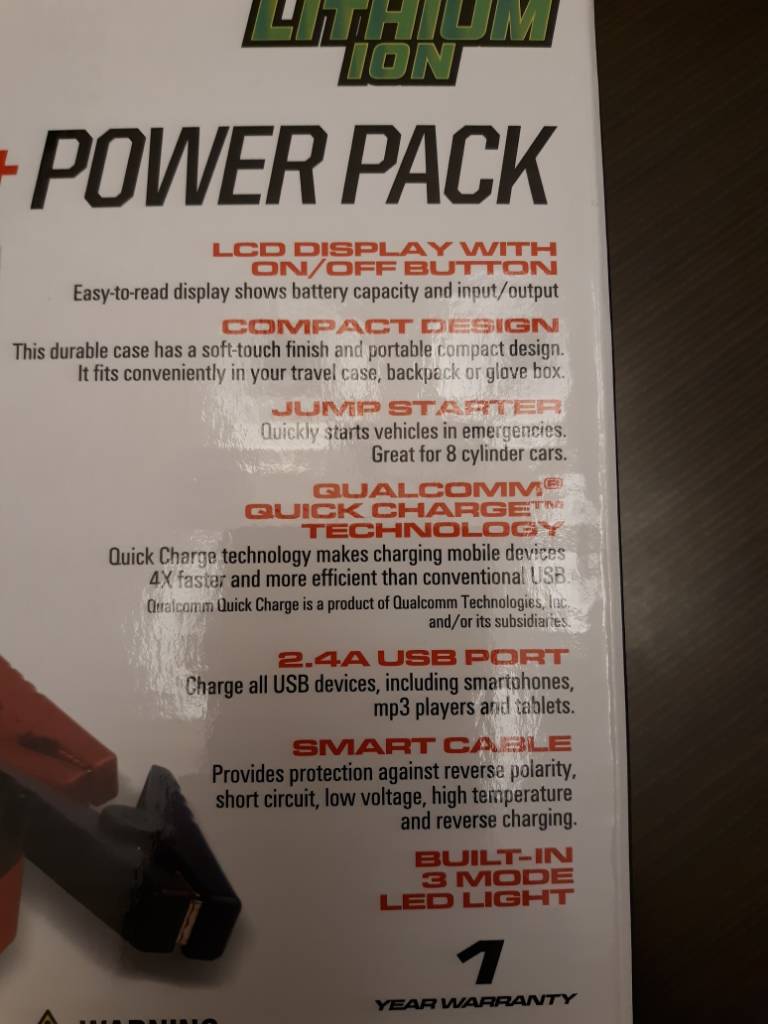 LITHIUM
ION
+ POWER PACK
LCD DISPLAY WITH
ON/OFF BUTTON
Easy-to-read display shows battery capacity and input/output
COMPACT DESIGN
This durable case has a soft-touch finish and portable compact design.
It fits conveniently in your travel case, backpack or glove box.
JUMP STARTER
Quickly starts vehicles in emergencies.
Great for 8 cylinder cars.
QUALCOMM®
QUICK CHARGE™
TECHNOLOGY
Quick Charge technology makes charging mobile devices
4X faster and more efficient than conventional USB.
Qualcomm Quick Charge is a product of Qualcomm Technologies, Inc.
and/or its subsidiaries.
2.4A USB PORT
Charge all USB devices, including smartphones,
mp3 players and tablets.
SMART CABLE
Provides protection against reverse polarity,
short circuit, low voltage, high temperature
and reverse charging.
BUILT-IN
3 MODE
LED LIGHT
1
YEAR WARRANTY
WARNING